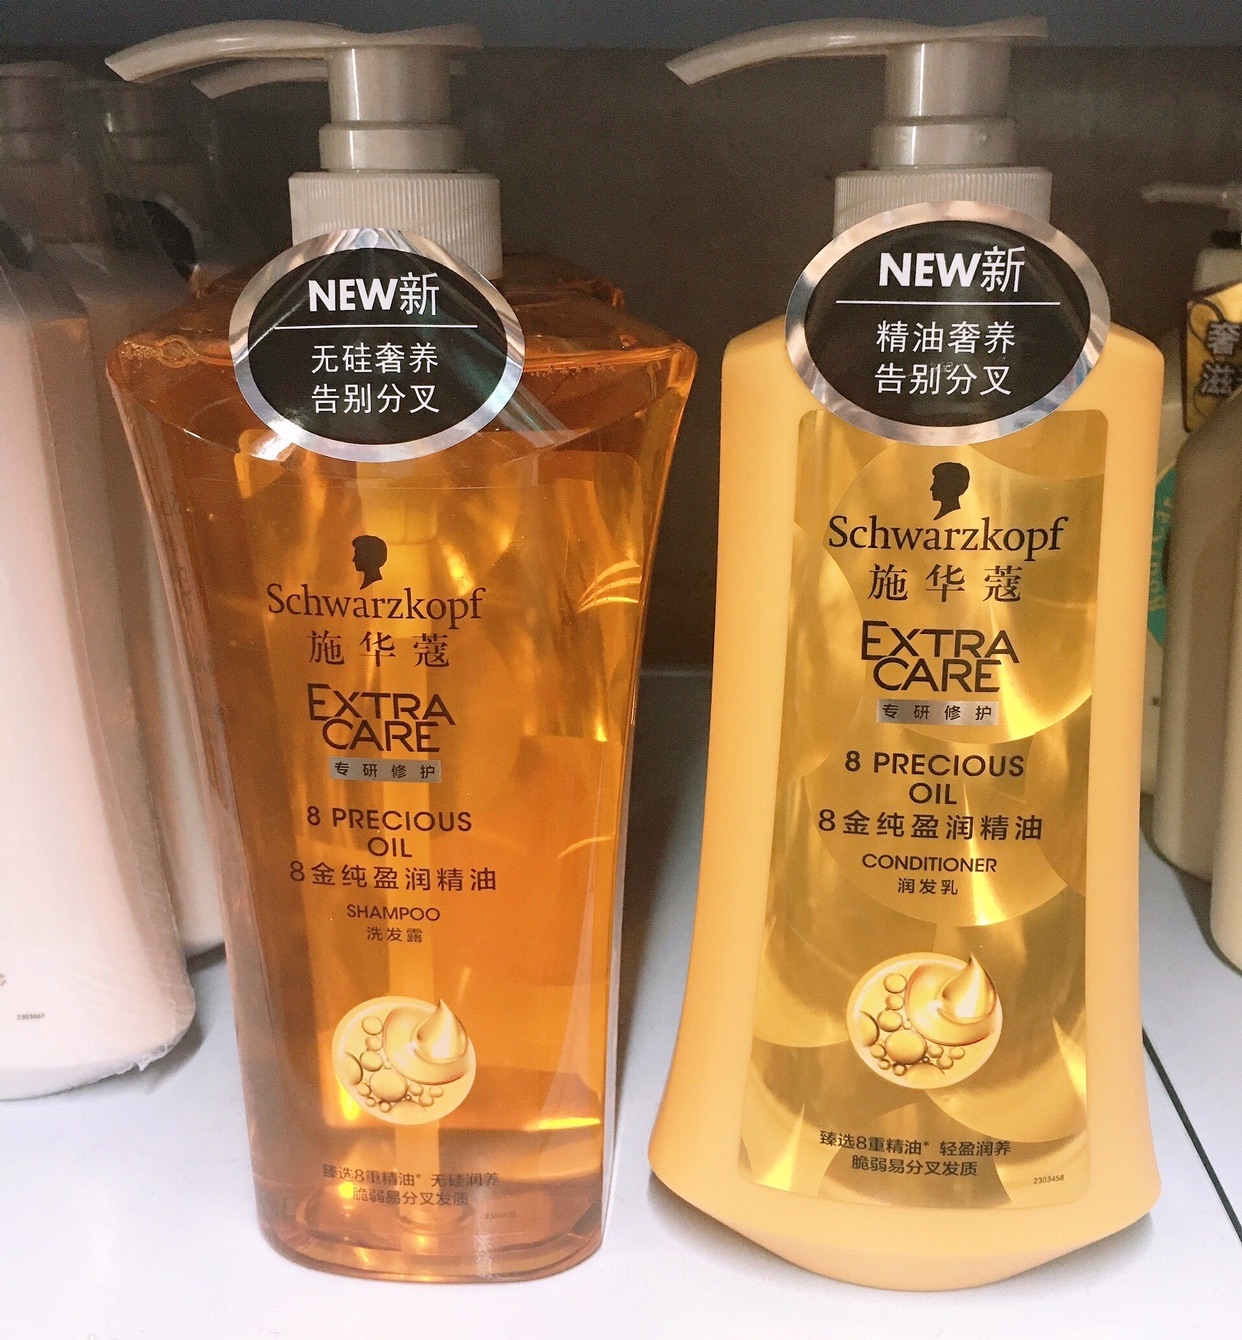 NEW新
无硅奢养
告别分叉
Schwarzkopf
施华蔻
EXTRA
CARE
专研修护
8 PRECIOUS
OIL
8金纯盈润精油
SHAMPOO
洗发露
臻选8重精油* 无硅润养
脆弱易分叉发质
NEW新
精油奢养
告别分叉
Schwarzkopf
施华蔻
EXTRA
CARE
专研修护
8 PRECIOUS
OIL
8金纯盈润精油
CONDITIONER
润发乳
臻选8重精油* 轻盈润养
脆弱易分叉发质
2303458
奢
滋